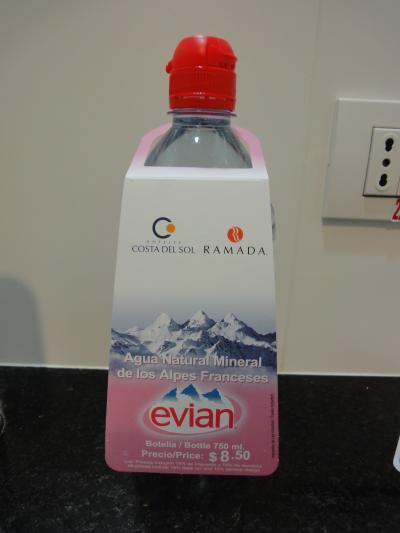 HOTELES
COSTA DEL SOL RAMADA.
Agua Natural Mineral
de los Alpes Franceses
evian
Botella / Bottle 750 ml.
Precio/Price: $8.50